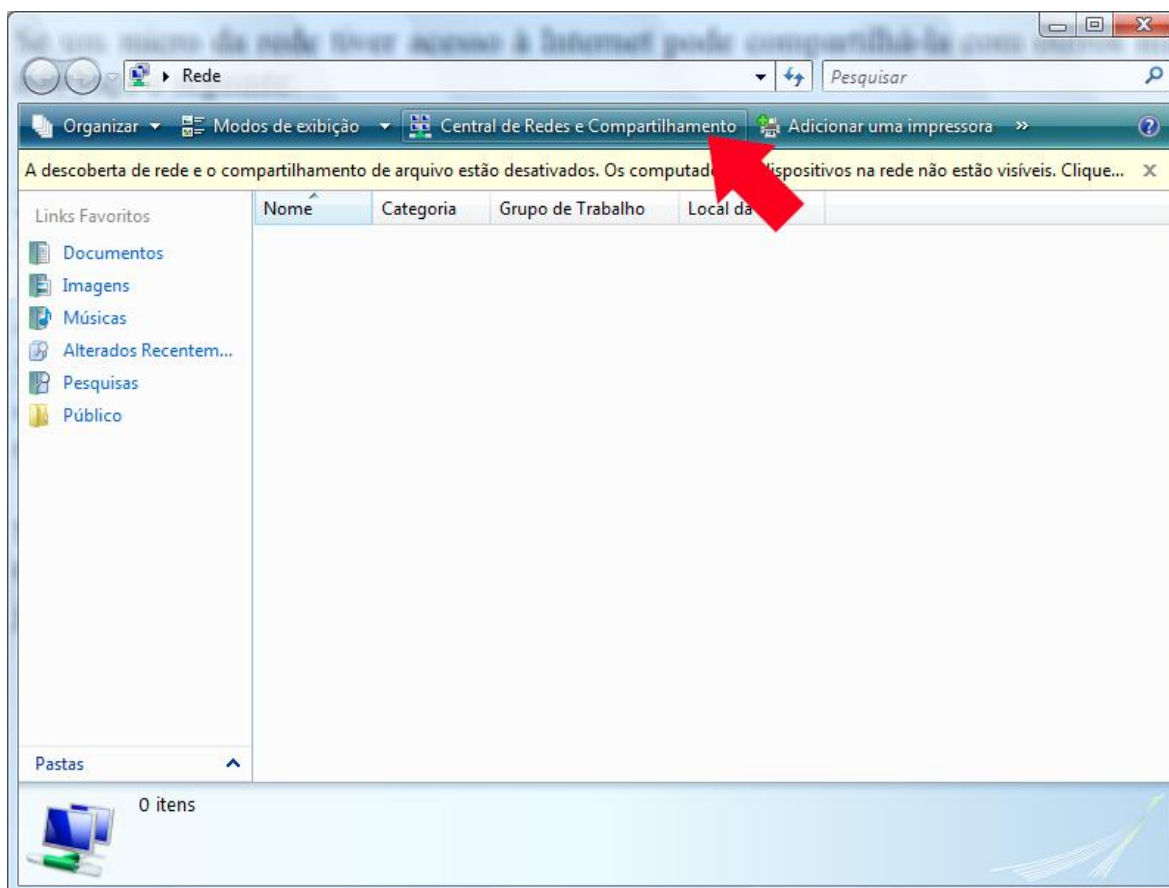 Se um micro da rede tiver acesso à Internet pode compartilhá-la com outros
Rede
Pesquisar
Organizar Modos de exibição Central de Redes e Compartilhamento Adicionar uma impressora »
A descoberta de rede e o compartilhamento de arquivo estão desativados. Os na rede não estão visíveis. Clique...
Links Favoritos
Nome Categoria Grupo de Trabalho Local da
Documentos
Imagens
Músicas
Alterados Recentem...
Pesquisas
Público
Pastas
0 itens